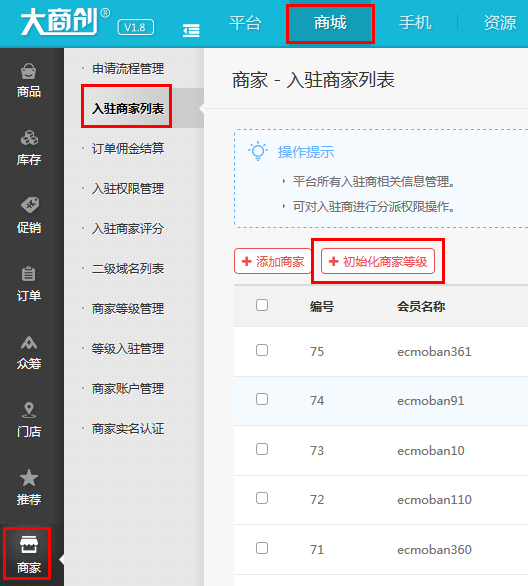 大商创® V1.8
平台 商城 手机 资源
商品
库存
促销
订单
众筹
门店
推荐
商家
申请流程管理
入驻商家列表
订单佣金结算
入驻权限管理
入驻商家评分
二级域名列表
商家等级管理
等级入驻管理
商家账户管理
商家实名认证
商家 - 入驻商家列表
操作提示
平台所有入驻商相关信息管理。
可对入驻商进行分派权限操作。
+ 添加商家 + 初始化商家等级
编号 会员名称
75 ecmoban361
74 ecmoban91
73 ecmoban10
72 ecmoban110
71 ecmoban360